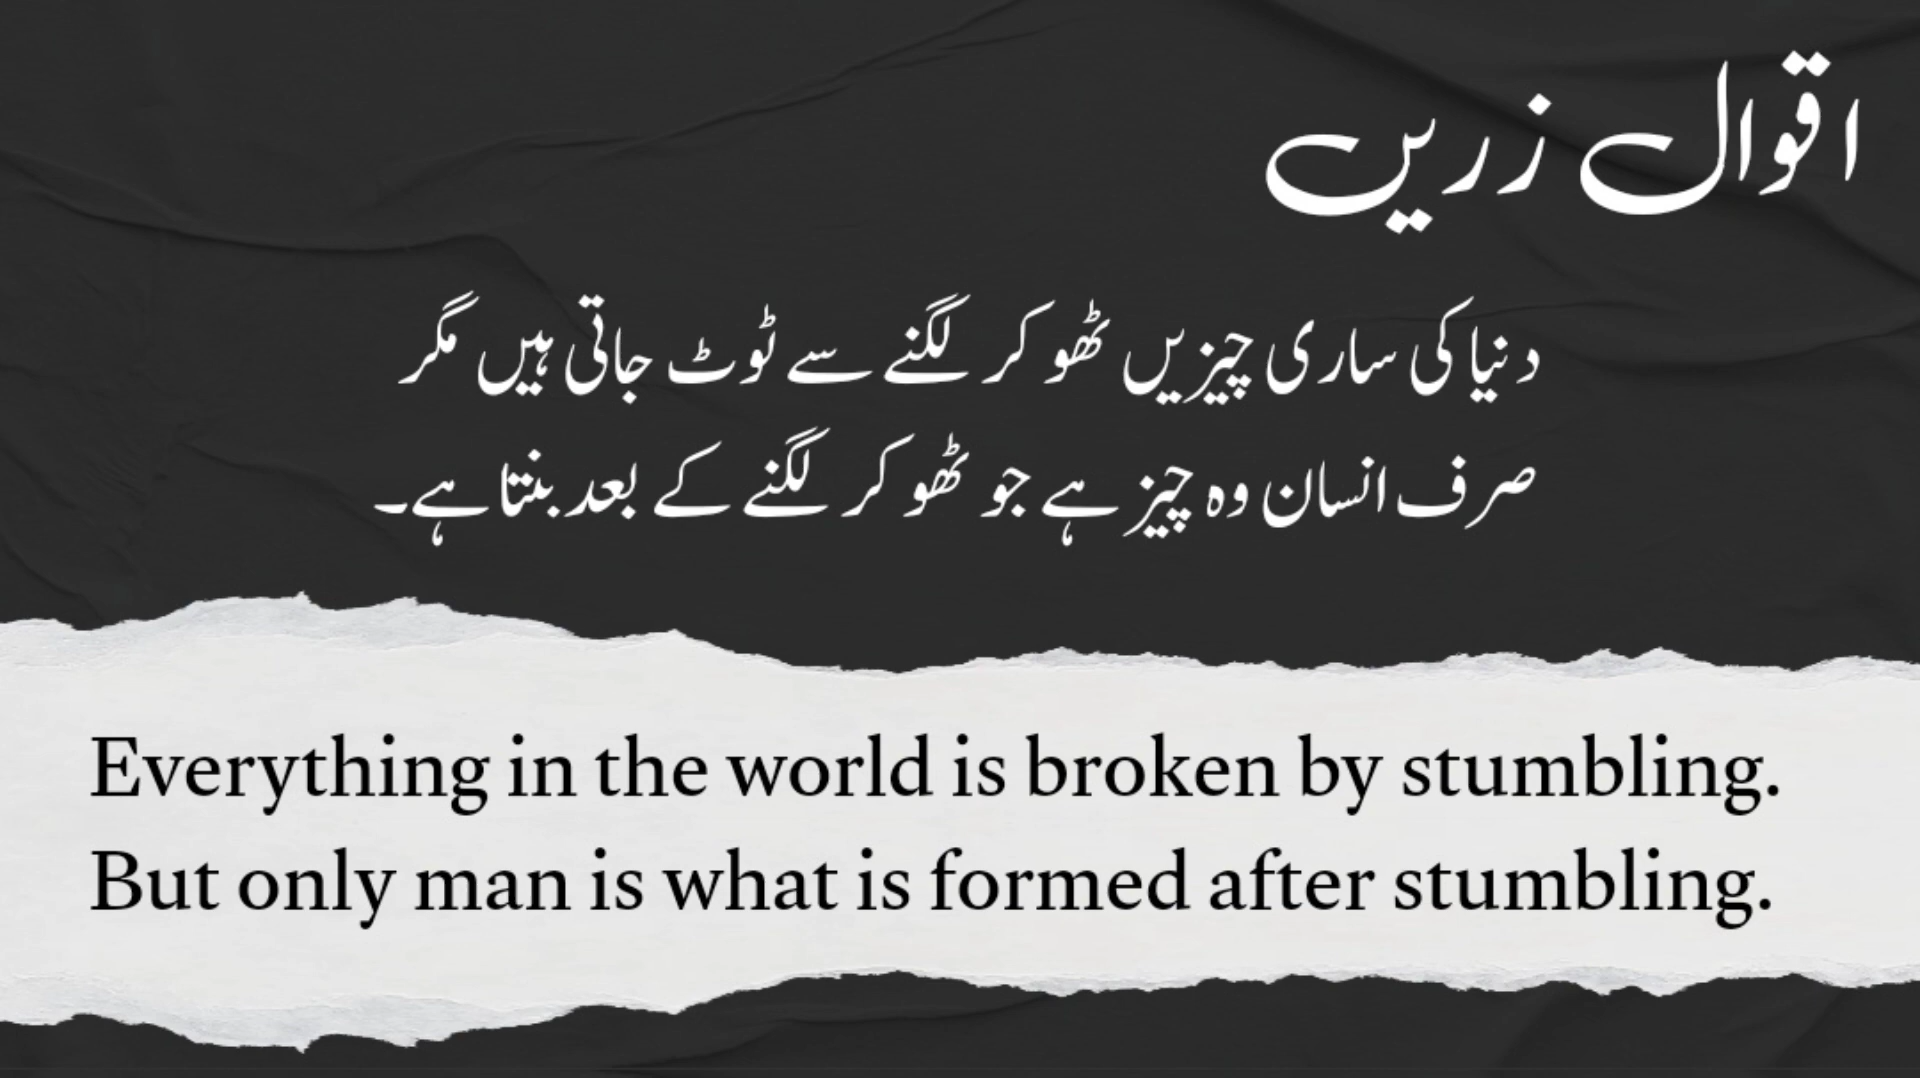 اقوال زریں
دنیا کی ساری چیزیں ٹھوکر لگنے سے ٹوٹ جاتی ہیں مگر
صرف انسان وہ چیز ہے جو ٹھوکر لگنے کے بعد بنتا ہے۔
Everything in the world is broken by stumbling.
But only man is what is formed after stumbling.